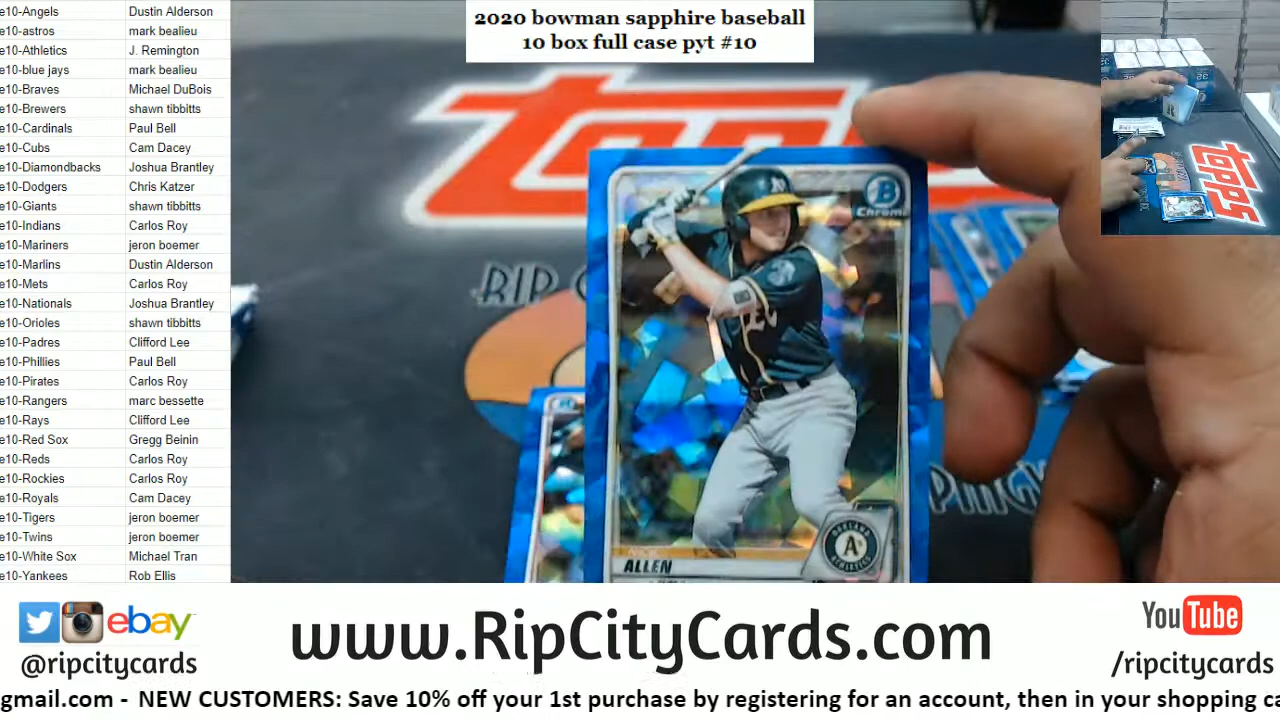 e10-Angels Dustin Alderson
e10-astros mark bealieu
e10-Athletics J. Remington
e10-blue jays mark bealieu
e10-Braves Michael DuBois
e10-Brewers shawn tibbitts
e10-Cardinals Paul Bell
e10-Cubs Cam Dacey
e10-Diamondbacks Joshua Brantley
e10-Dodgers Chris Katzer
e10-Giants shawn tibbitts
e10-Indians Carlos Roy
e10-Mariners jeron boemer
e10-Marlins Dustin Alderson
e10-Mets Carlos Roy
e10-Nationals Joshua Brantley
e10-Orioles shawn tibbitts
e10-Padres Clifford Lee
e10-Phillies Paul Bell
e10-Pirates Carlos Roy
e10-Rangers marc bessette
e10-Rays Clifford Lee
e10-Red Sox Gregg Beinin
e10-Reds Carlos Roy
e10-Rockies Carlos Roy
e10-Royals Cam Dacey
e10-Tigers jeron boemer
e10-Twins jeron boemer
e10-White Sox Michael Tran
e10-Yankees Rob Ellis
2020 bowman sapphire baseball
10 box full case pyt #10
topps
RIP
B
Chrome
A's
ALLEN
topps
ebay
@ripcitycards
www.RipCityCards.com
YouTube
/ripcitycards
gmail.com - NEW CUSTOMERS: Save 10% off your 1st purchase by registering for an account, then in your shopping ca